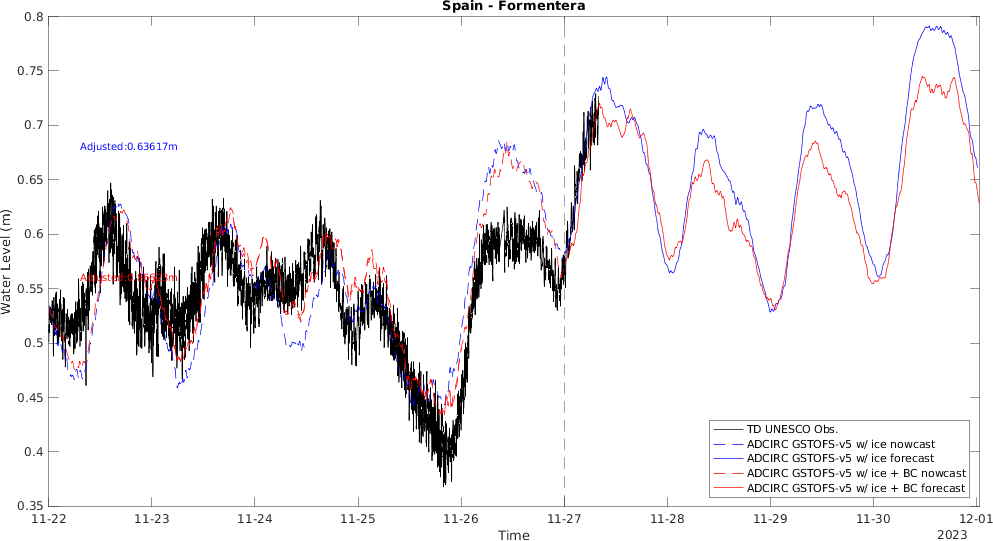 Spain - Formentera
0.8
0.75
0.7
0.65
0.6
0.55
0.5
0.45
0.4
0.35
Water Level (m)
Adjusted:0.63617m
TD UNESCO Obs.
ADCIRC GSTOFS-v5 w/ ice nowcast
ADCIRC GSTOFS-v5 w/ ice forecast
ADCIRC GSTOFS-v5 w/ ice + BC nowcast
ADCIRC GSTOFS-v5 w/ ice + BC forecast
11-22 11-23 11-24 11-25 11-26 11-27 11-28 11-29 11-30 12-01
Time
2023